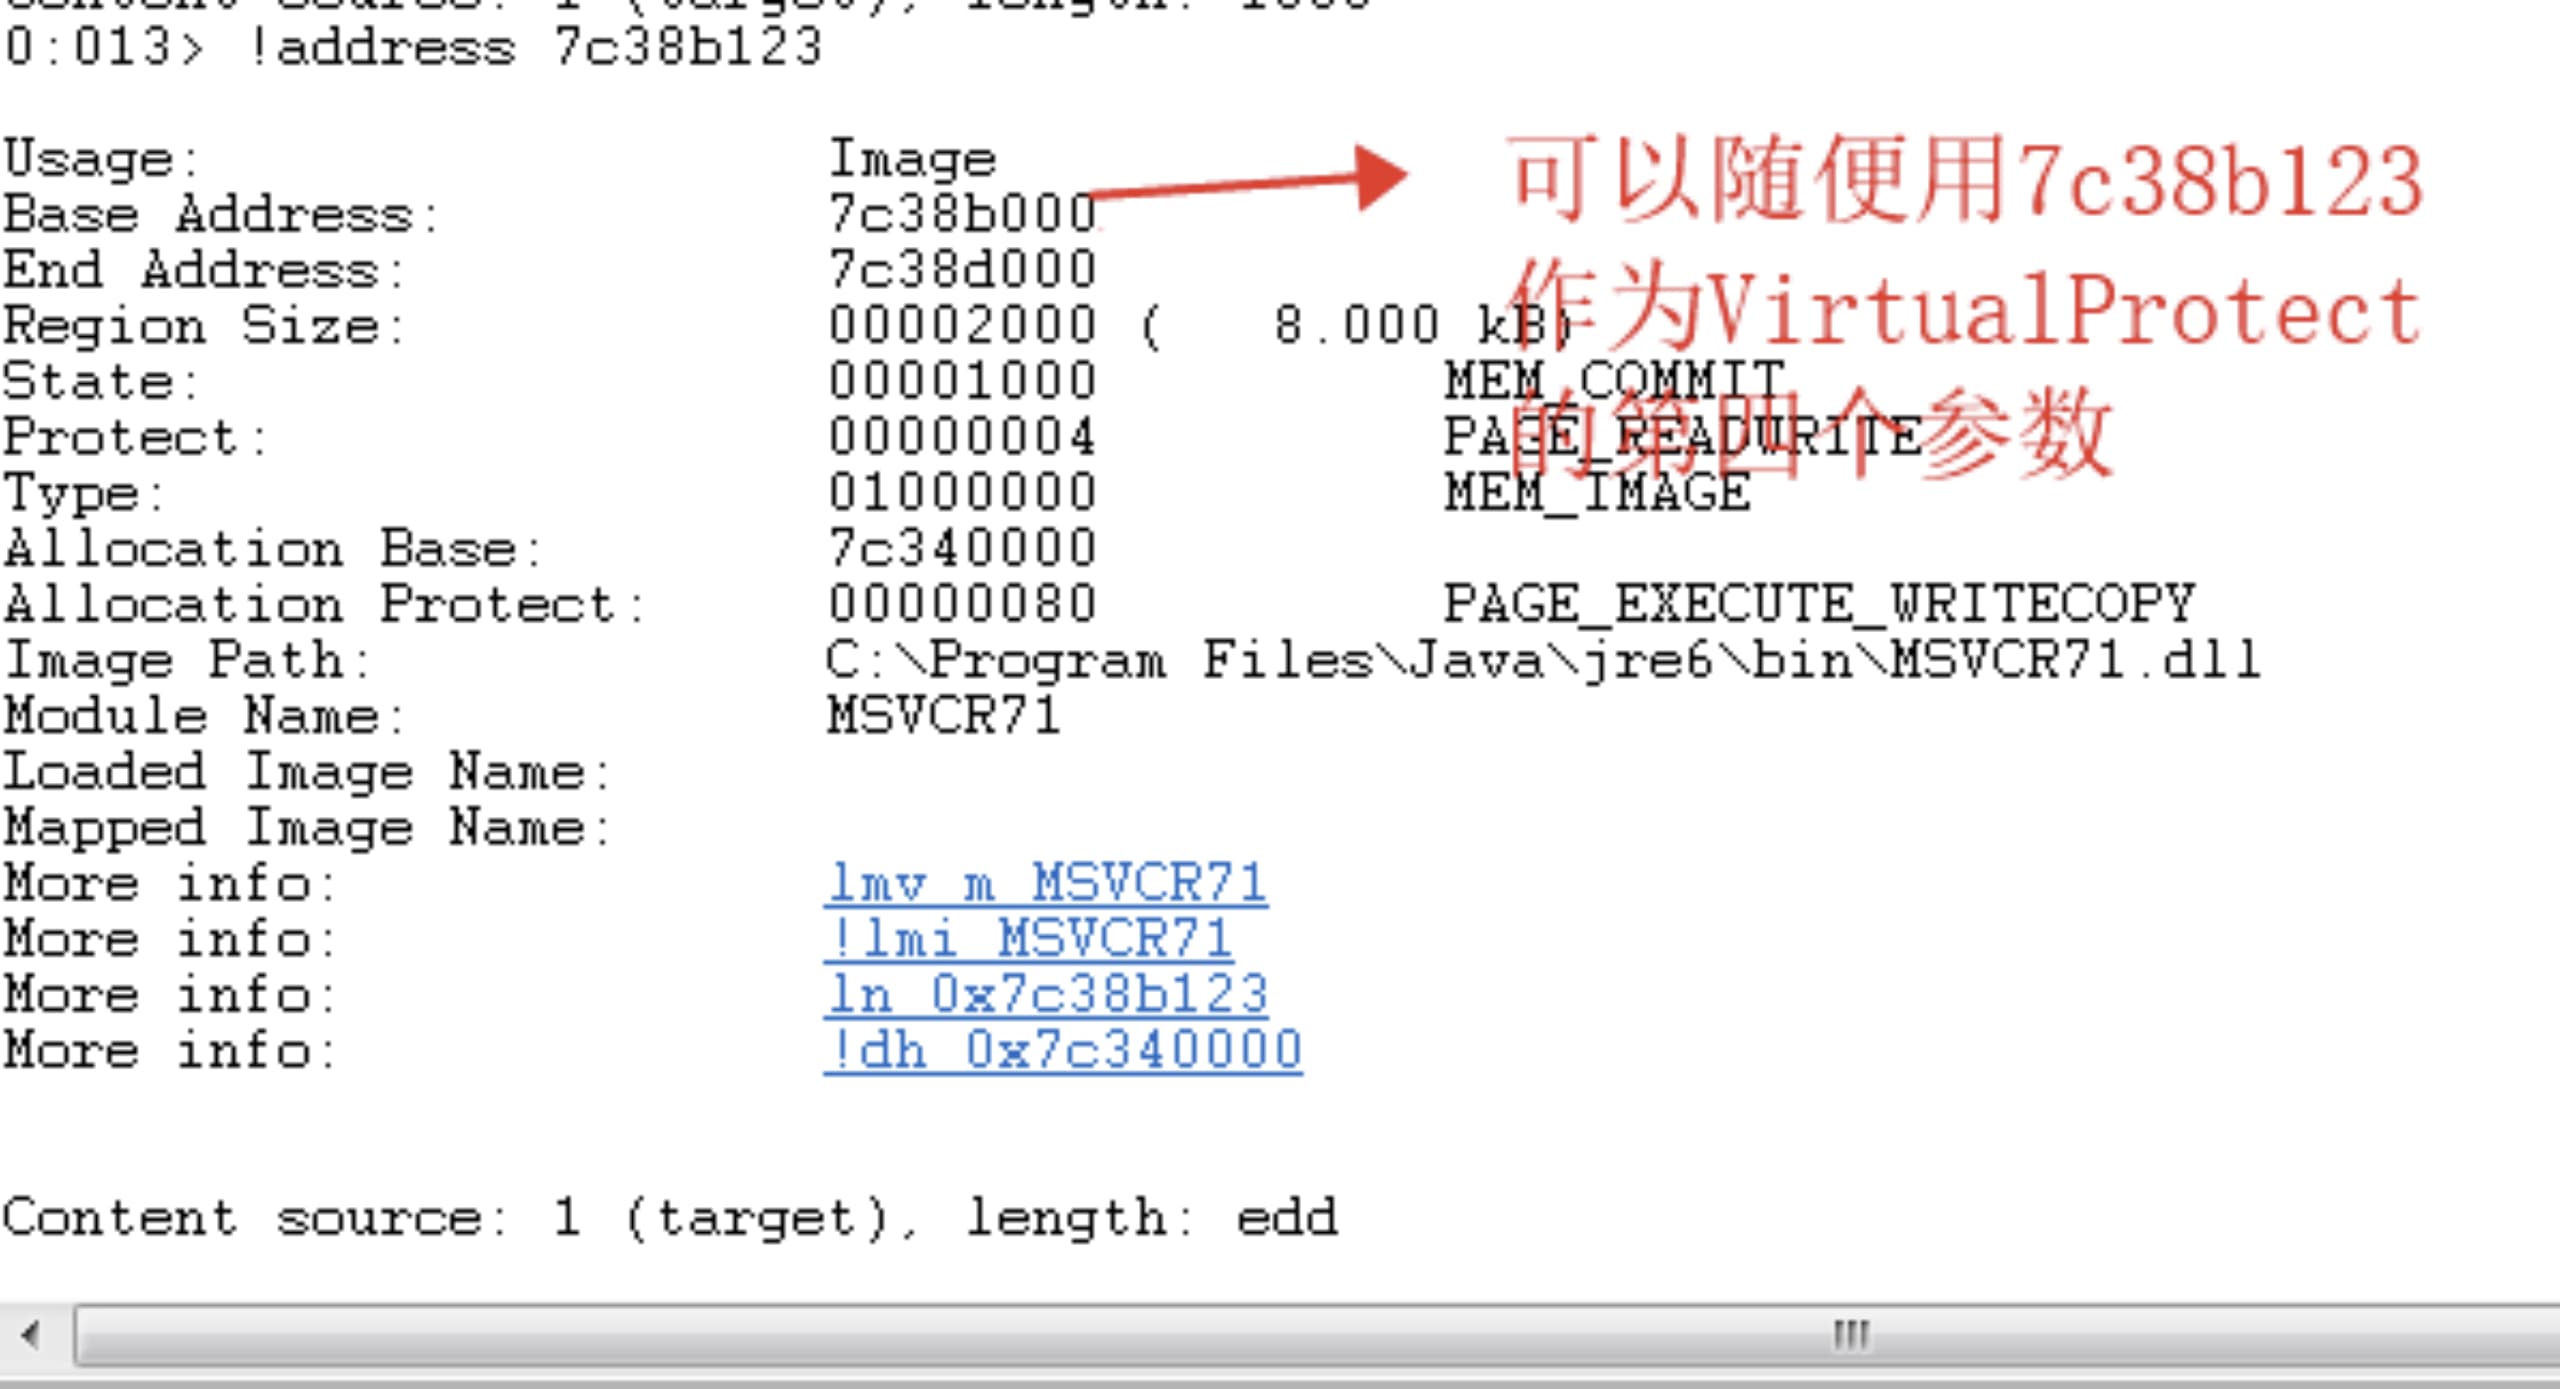 0:013> !address 7c38b123
Usage: Image
Base Address: 7c38b000
End Address: 7c38d000
Region Size: 00002000 ( 8.000 kB)
State: 00001000 MEM_COMMIT
Protect: 00000004 PAGE_READWRITE
Type: 01000000 MEM_IMAGE
Allocation Base: 7c340000
Allocation Protect: 00000080 PAGE_EXECUTE_WRITECOPY
Image Path: C:\Program Files\Java\jre6\bin\MSVCR71.dll
Module Name: MSVCR71
Loaded Image Name:
Mapped Image Name:
More info: lmv m MSVCR71
More info: !lmi MSVCR71
More info: ln 0x7c38b123
More info: !dh 0x7c340000
Content source: 1 (target), length: edd
可以随便用7c38b123
作为VirtualProtect
的第四个参数